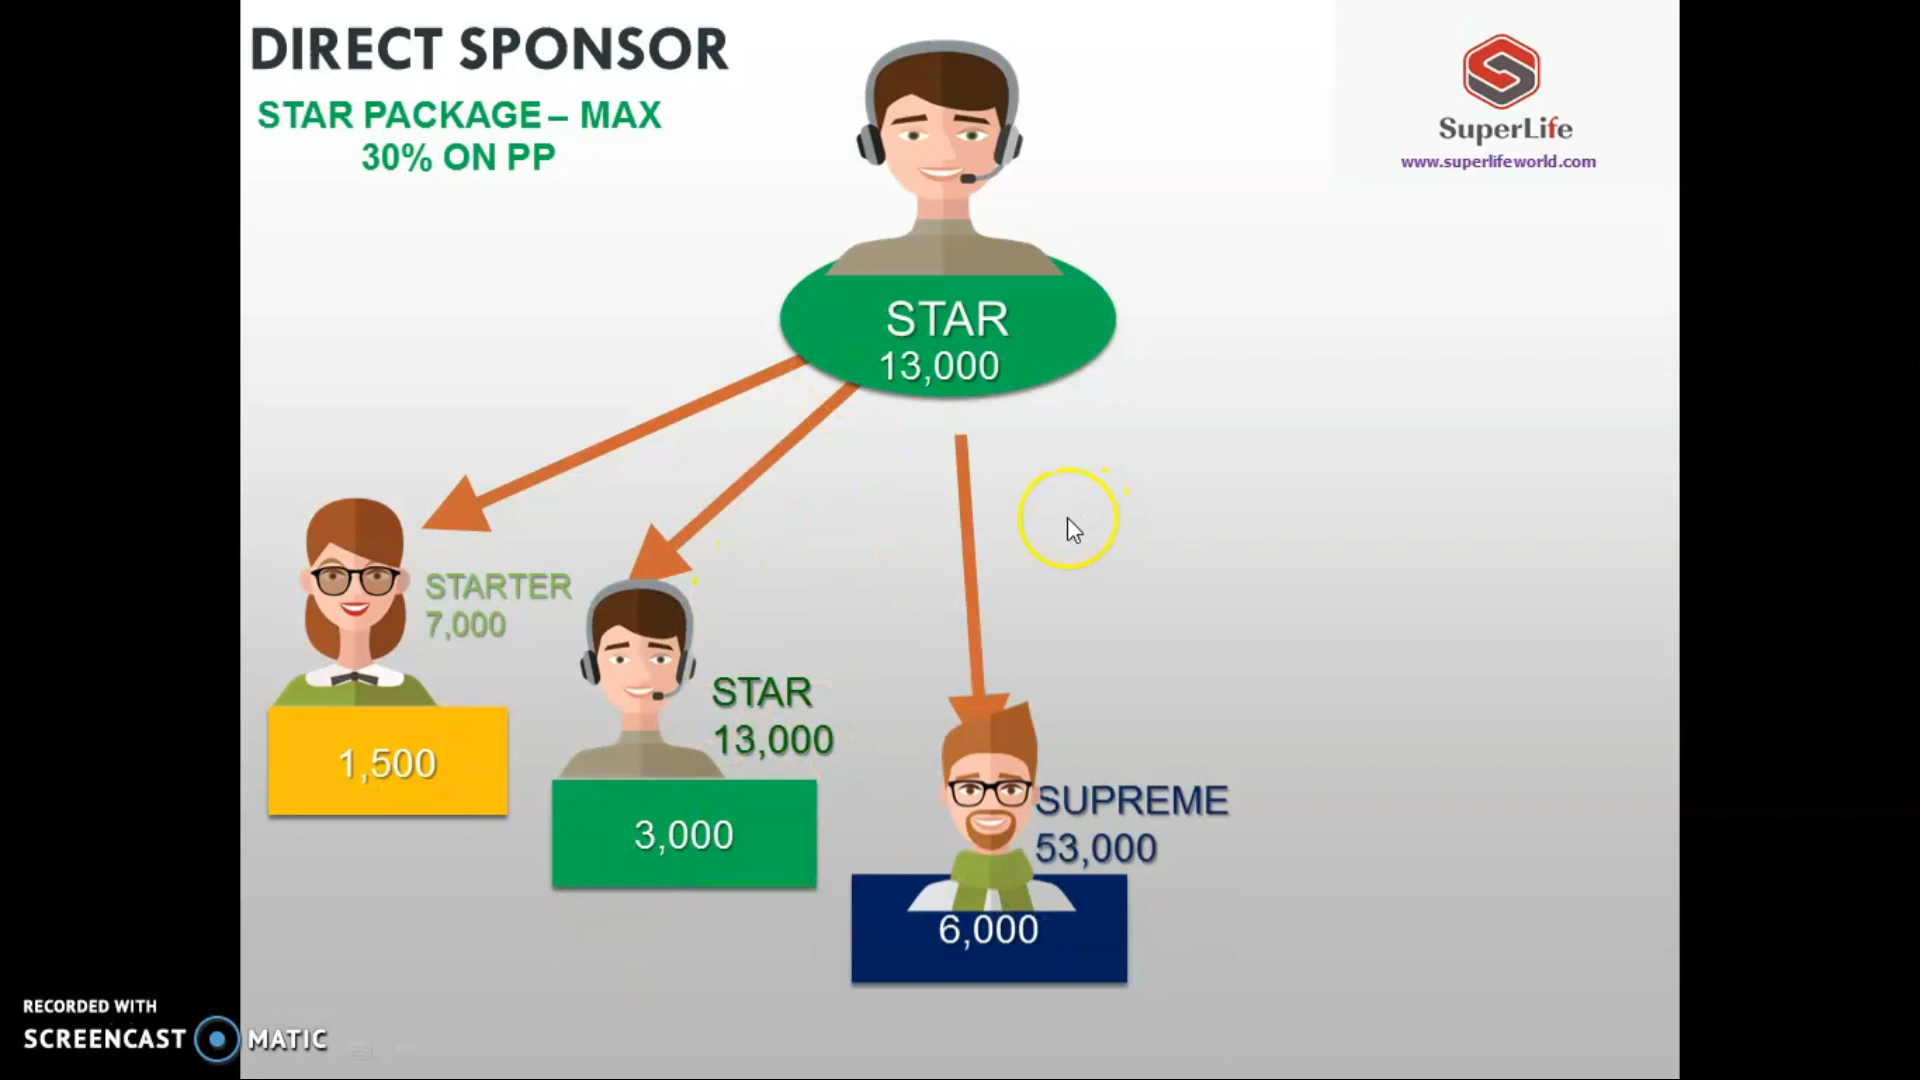 DIRECT SPONSOR
STAR PACKAGE – MAX
30% ON PP
SuperLife
www.superlifeworld.com
STAR
13,000
STARTER
7,000
1,500
STAR
13,000
3,000
SUPREME
53,000
6,000
RECORDED WITH
SCREENCAST MATIC